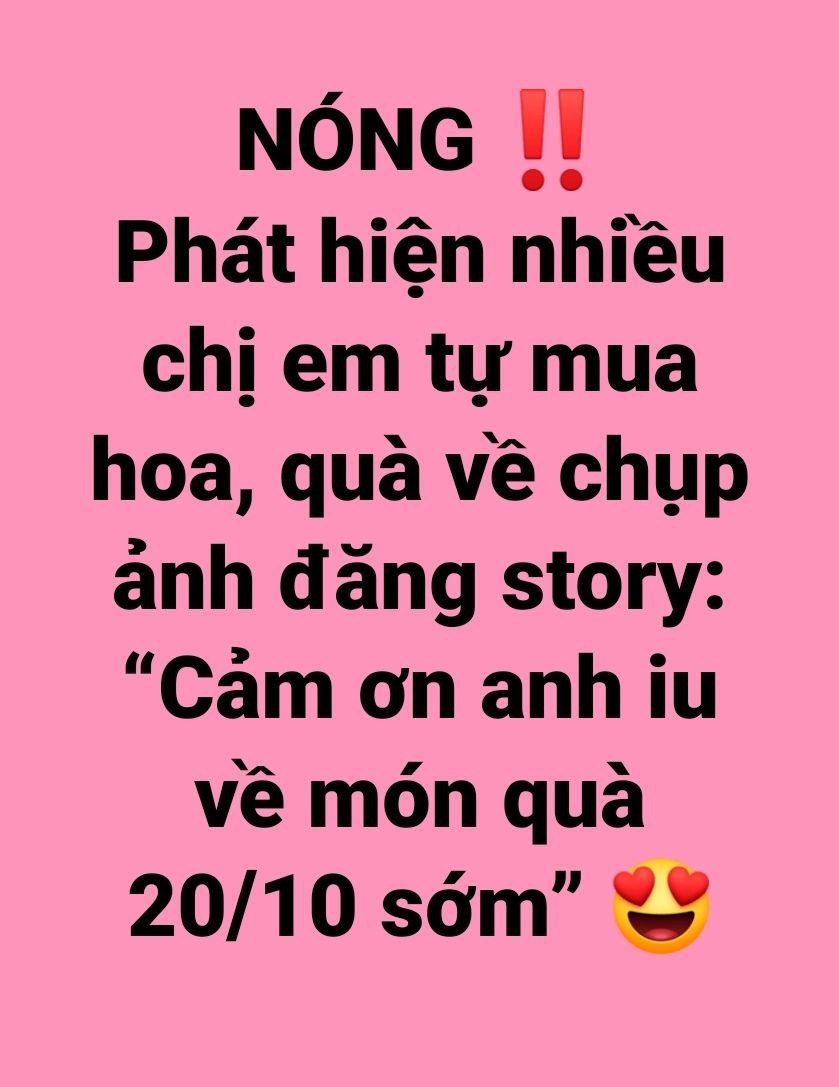 NÓNG ‼️
Phát hiện nhiều
chị em tự mua
hoa, quà về chụp
ảnh đăng story:
“Cảm ơn anh iu
về món quà
20/10 sớm” 😍